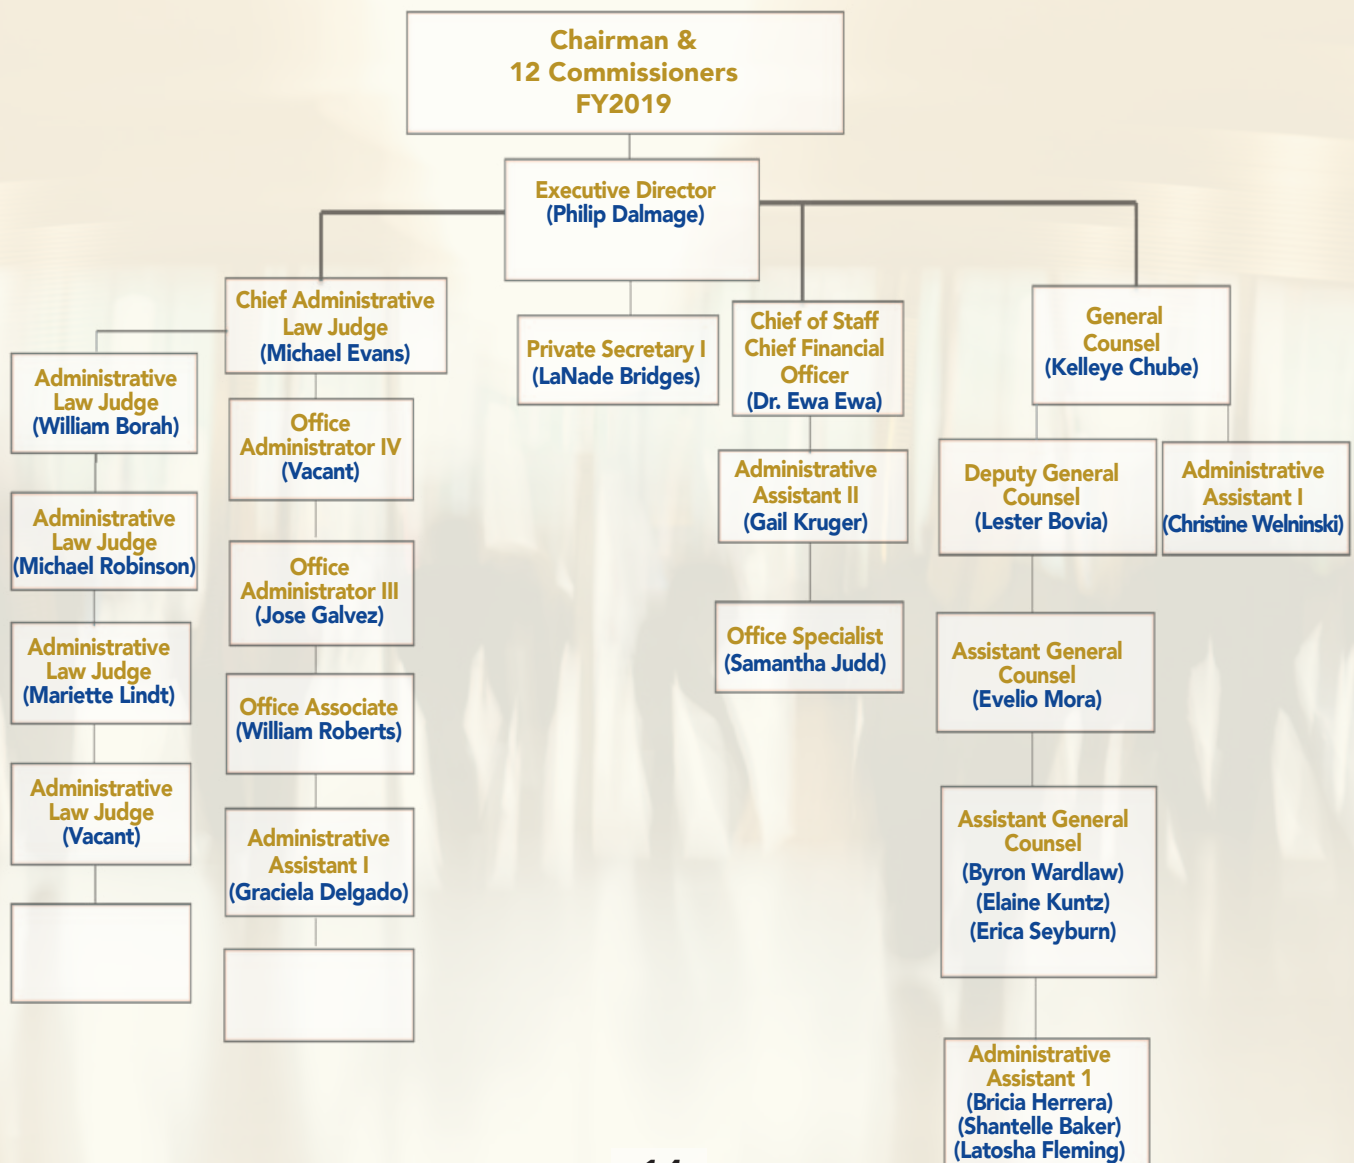 Chairman &
12 Commissioners
FY2019
Executive Director
(Philip Dalmage)
Chief Administrative
Law Judge
(Michael Evans)
Administrative
Law Judge
(William Borah)
Administrative
Law Judge
(Michael Robinson)
Administrative
Law Judge
(Mariette Lindt)
Administrative
Law Judge
(Vacant)
Office
Administrator IV
(Vacant)
Office
Administrator III
(Jose Galvez)
Office Associate
(William Roberts)
Administrative
Assistant I
(Graciela Delgado)
Private Secretary I
(LaNade Bridges)
Chief of Staff
Chief Financial
Officer
(Dr. Ewa Ewa)
Administrative
Assistant II
(Gail Kruger)
Office Specialist
(Samantha Judd)
General
Counsel
(Kelleye Chube)
Deputy General
Counsel
(Lester Bovia)
Administrative
Assistant I
(Christine Welninski)
Assistant General
Counsel
(Evelio Mora)
Assistant General
Counsel
(Byron Wardlaw)
(Elaine Kuntz)
(Erica Seyburn)
Administrative
Assistant 1
(Bricia Herrera)
(Shantelle Baker)
(Latosha Fleming)